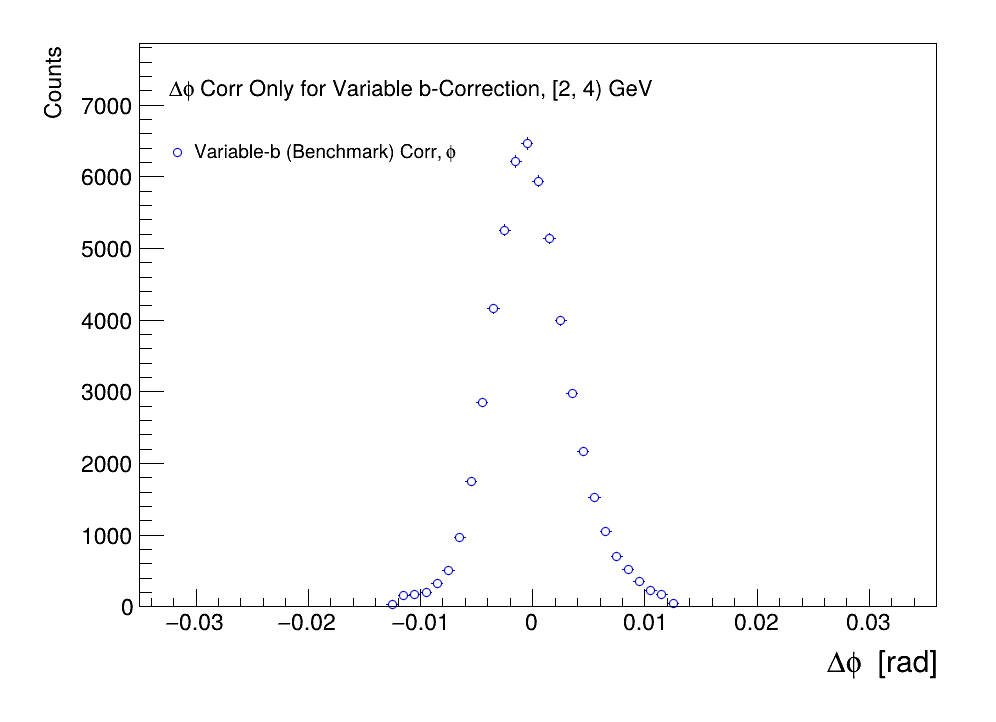 Counts
Δϕ Corr Only for Variable b-Correction, [2, 4) GeV
Variable-b (Benchmark) Corr, ϕ
7000
6000
5000
4000
3000
2000
1000
0
−0.03 −0.02 −0.01 0 0.01 0.02 0.03
Δϕ [rad]